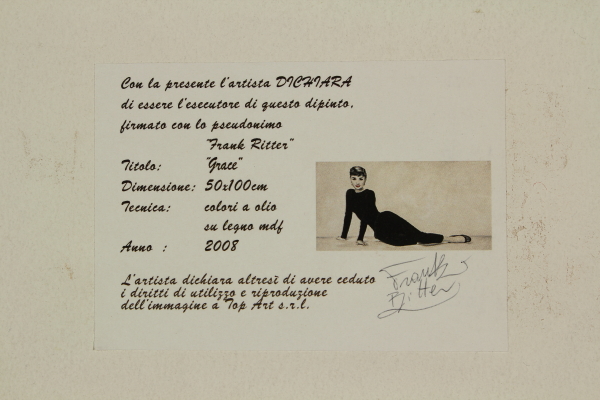 Con la presente l'artista DICHIARA
di essere l'esecutore di questo dipinto,
firmato con lo pseudonimo
"Frank Ritter"
Titolo: "Grace"
Dimensione: 50x100cm
Tecnica: colori a olio
su legno mdf
Anno : 2008
L'artista dichiara altresì di avere ceduto
i diritti di utilizzo e riproduzione
dell'immagine a Top Art s.r.l.
Frank
Ritter